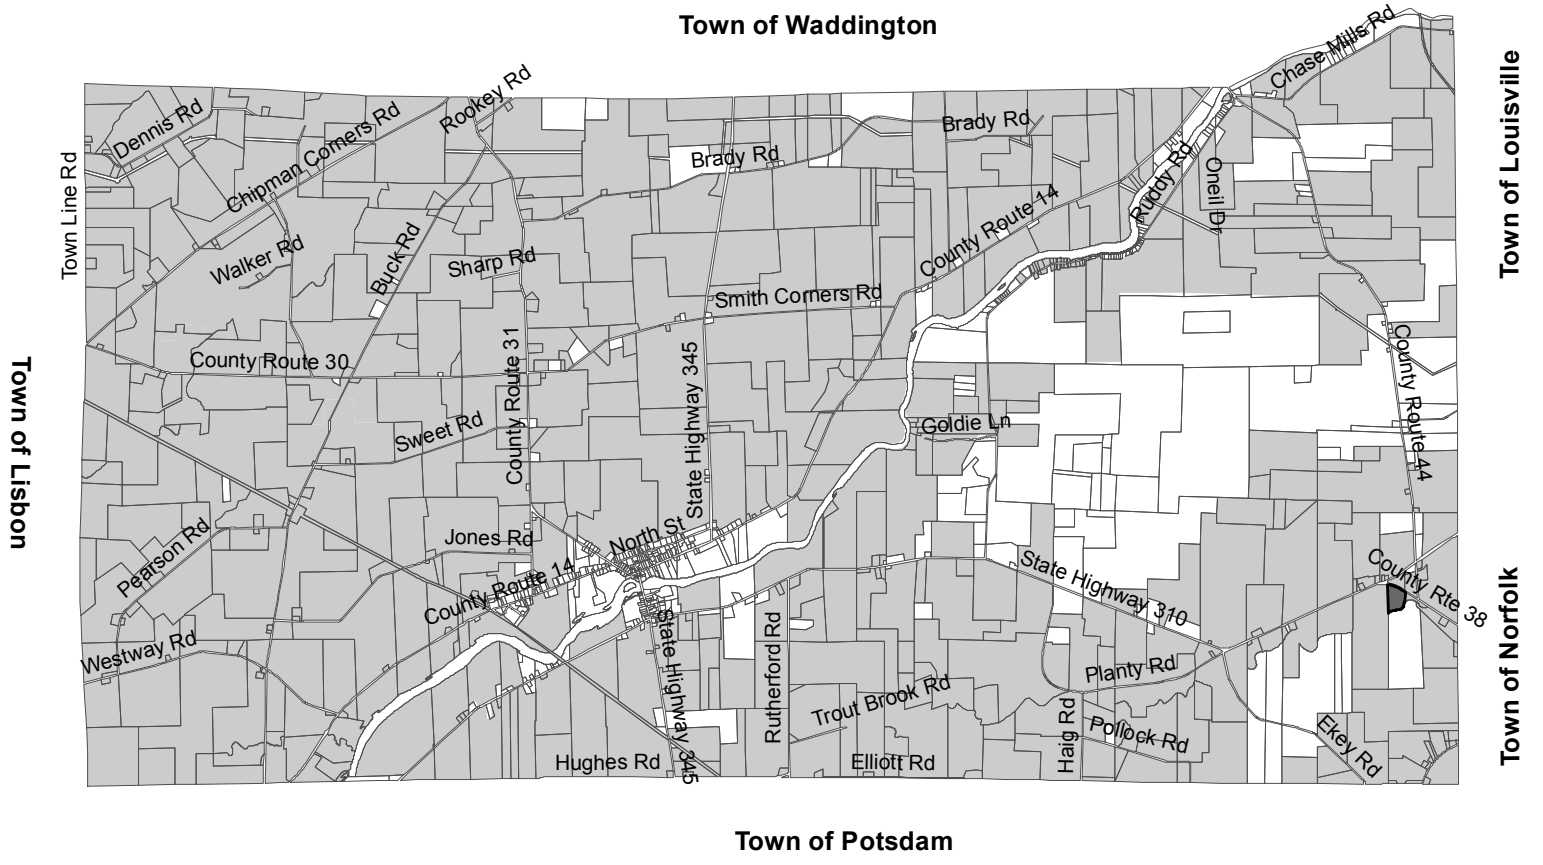 Town of Waddington
Chase Mills Rd
Rookey Rd
Dennis Rd
Chipman Corners Rd
Brady Rd
Brady Rd
Town Line Rd
Ruddy Rd
Oneil Dr
Town of Louisville
County Route 14
Walker Rd
Buck Rd
Sharp Rd
Smith Corners Rd
County Route 30
County Route 31
State Highway 345
County Route 44
Town of Lisbon
Sweet Rd
Goldie Ln
Pearson Rd
Jones Rd
North St
County Route 14
State Highway 310
County Rte 38
Westway Rd
State Highway 345
Rutherford Rd
Planty Rd
Trout Brook Rd
Haig Rd
Pollock Rd
Ekey Rd
Town of Norfolk
Hughes Rd
Elliott Rd
Town of Potsdam